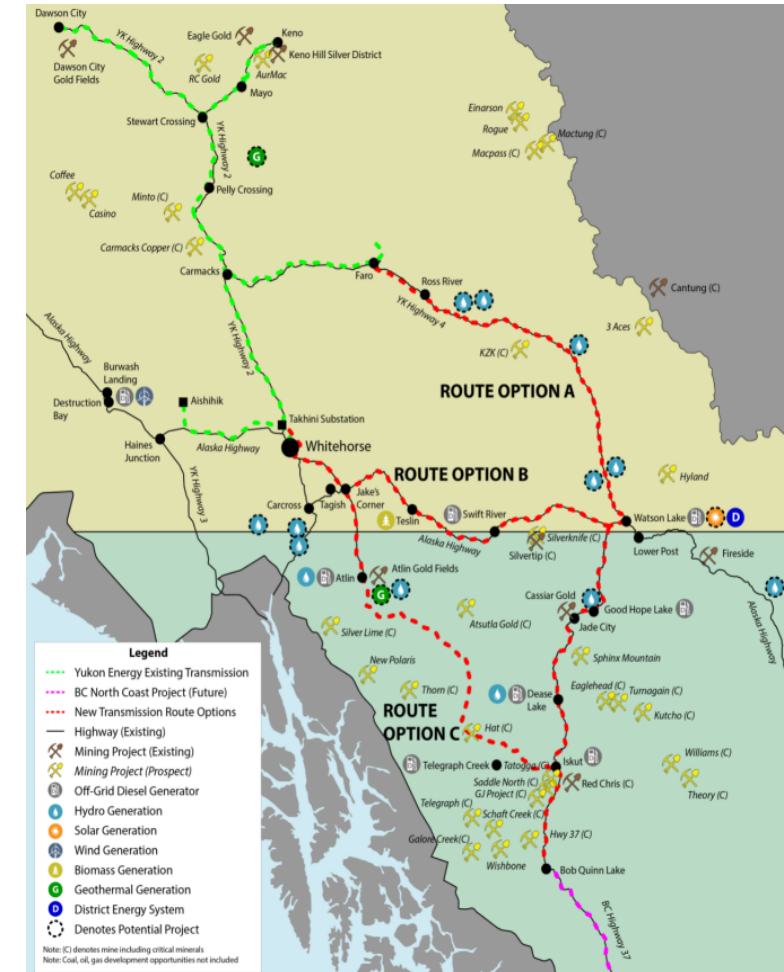 Dawson City
YK Highway 2
Dawson City
Gold Fields
Eagle Gold
Keno
Keno Hill Silver District
RC Gold
AurMac
Mayo
Stewart Crossing
YK Highway 2
G
Pelly Crossing
Einarson
Rogue
Mactung (C)
Macpass (C)
Coffee
Casino
Minto (C)
Carmacks Copper (C)
Carmacks
Faro
Ross River
YK Highway 4
Cantung (C)
3 Aces
KZK (C)
YK Highway 2
Alaska Highway
Burwash
Landing
Destruction
Bay
Aishihik
Takhini Substation
Haines
Junction
Alaska Highway
Whitehorse
YK Highway 3
ROUTE OPTION A
ROUTE OPTION B
Hyland
Carcross
Tagish
Jake's
Corner
Teslin
Swift River
Alaska Highway
Watson Lake
D
Silverknife (C)
Silvertip (C)
Lower Post
Fireside
Alaska Highway
Atlin
Atlin Gold Fields
G
Cassiar Gold
Good Hope Lake
Jade City
Silver Lime (C)
Atsutla Gold (C)
Sphinx Mountain
New Polaris
Thorn (C)
Eaglehead (C)
Turnagain (C)
Kutcho (C)
Dease
Lake
ROUTE
OPTION C
Hat (C)
Telegraph Creek
Tatogga (C)
Iskut
Williams (C)
Theory (C)
Saddle North (C)
Red Chris (C)
GJ Project (C)
Telegraph (C)
Schaft Creek (C)
Hwy 37 (C)
Galore Creek(C)
Wishbone
Bob Quinn Lake
BC Highway 37
Legend
Yukon Energy Existing Transmission
BC North Coast Project (Future)
New Transmission Route Options
Highway (Existing)
Mining Project (Existing)
Mining Project (Prospect)
Off-Grid Diesel Generator
Hydro Generation
Solar Generation
Wind Generation
Biomass Generation
G Geothermal Generation
D District Energy System
Denotes Potential Project
Note: (C) denotes mine including critical minerals
Note: Coal, oil, gas development opportunities not included